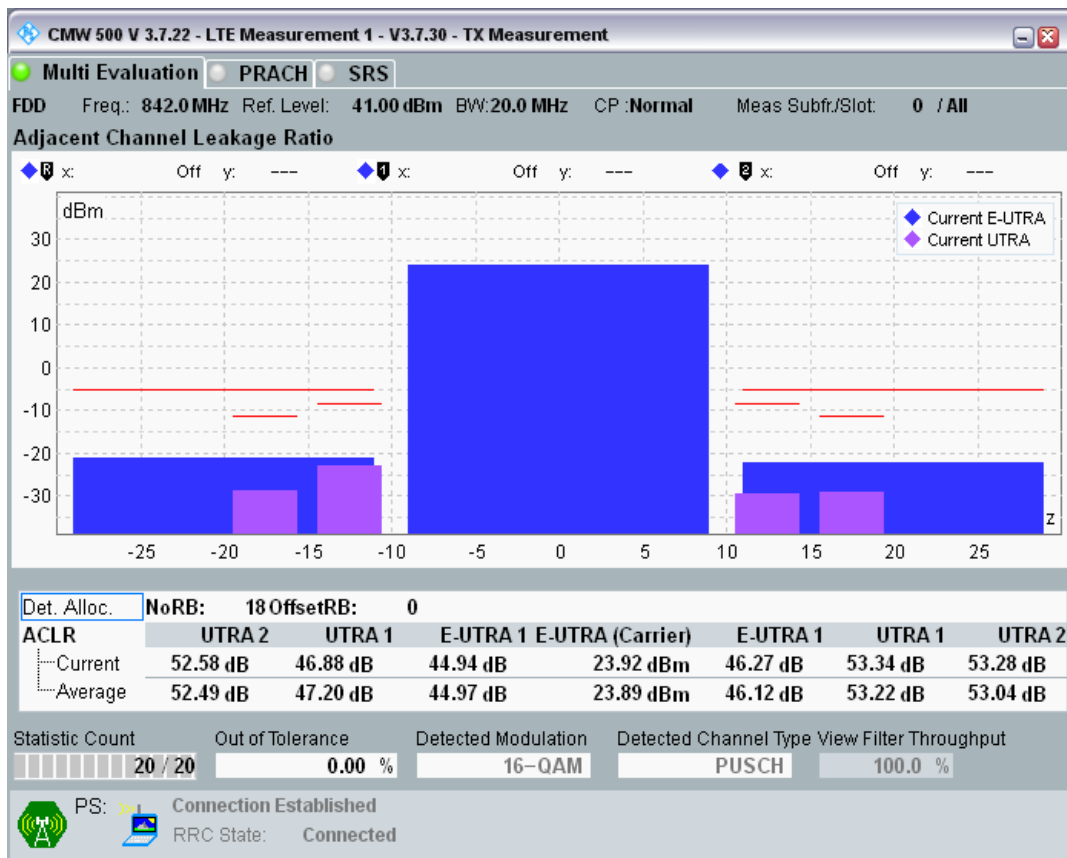 CMW 500 V 3.7.22 - LTE Measurement 1 - V3.7.30 - TX Measurement
Multi Evaluation PRACH SRS
FDD Freq.: 842.0 MHz Ref. Level: 41.00 dBm BW:20.0 MHz CP :Normal Meas Subfr./Slot: 0 / All
Adjacent Channel Leakage Ratio
R x: Off y: --- 1 x: Off y: --- 2 x: Off y: ---
dBm
Current E-UTRA
Current UTRA
30
20
10
0
-10
-20
-30
z
-25 -20 -15 -10 -5 0 5 10 15 20 25
Det. Alloc. NoRB: 18 OffsetRB: 0
ACLR UTRA 2 UTRA 1 E-UTRA 1 E-UTRA (Carrier) E-UTRA 1 UTRA 1 UTRA 2
Current 52.58 dB 46.88 dB 44.94 dB 23.92 dBm 46.27 dB 53.34 dB 53.28 dB
Average 52.49 dB 47.20 dB 44.97 dB 23.89 dBm 46.12 dB 53.22 dB 53.04 dB
Statistic Count Out of Tolerance Detected Modulation Detected Channel Type View Filter Throughput
20 / 20 0.00 % 16-QAM PUSCH 100.0 %
PS: Connection Established
RRC State: Connected